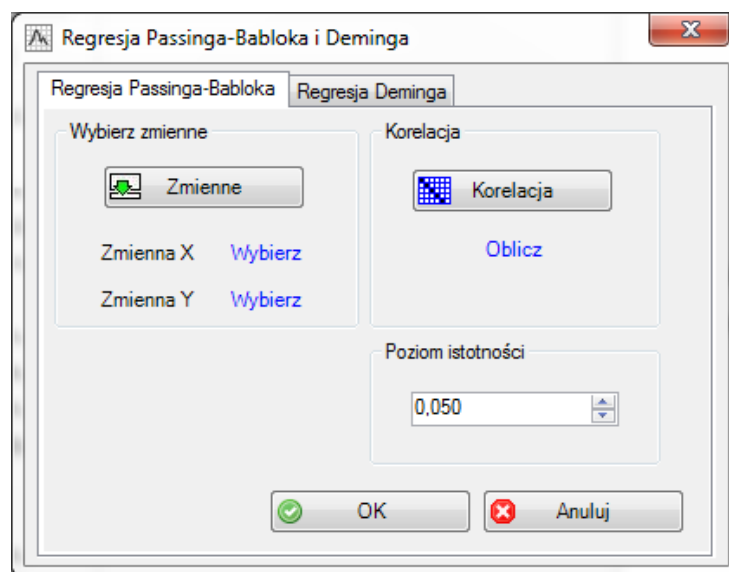 Regresja Passinga-Babloka i Deminga
Regresja Passinga-Babloka
Regresja Deminga
Wybierz zmienne
Zmienne
Zmienna X Wybierz
Zmienna Y Wybierz
Korelacja
Korelacja
Oblicz
Poziom istotności
0,050
OK
Anuluj